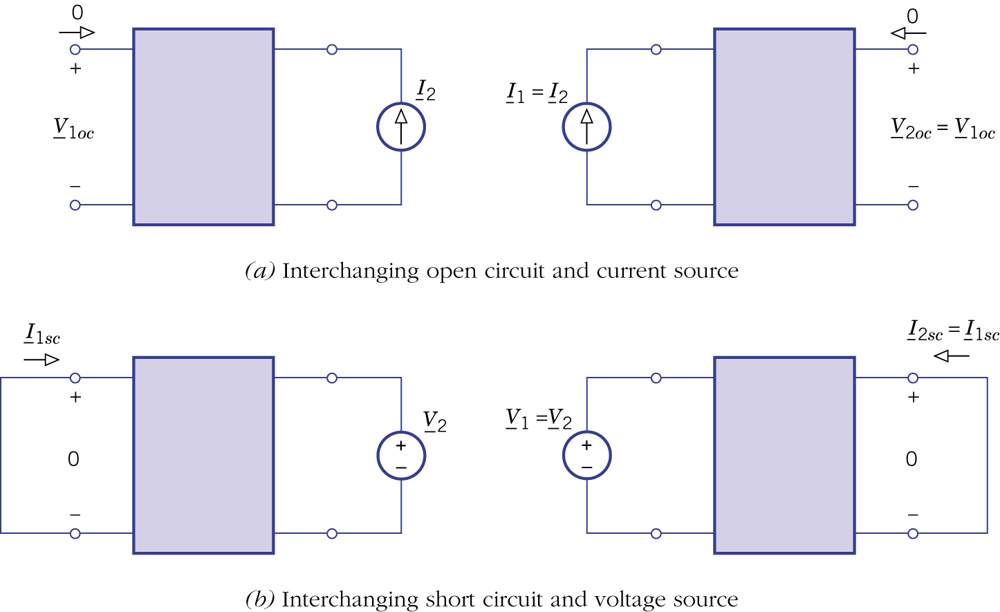 0 0
+ +
I2 I1 = I2
V1oc V2oc = V1oc
− −
(a) Interchanging open circuit and current source
I1sc I2sc = I1sc
+ +
V2 V1 =V2
+ +
0 0
− −
− −
(b) Interchanging short circuit and voltage source